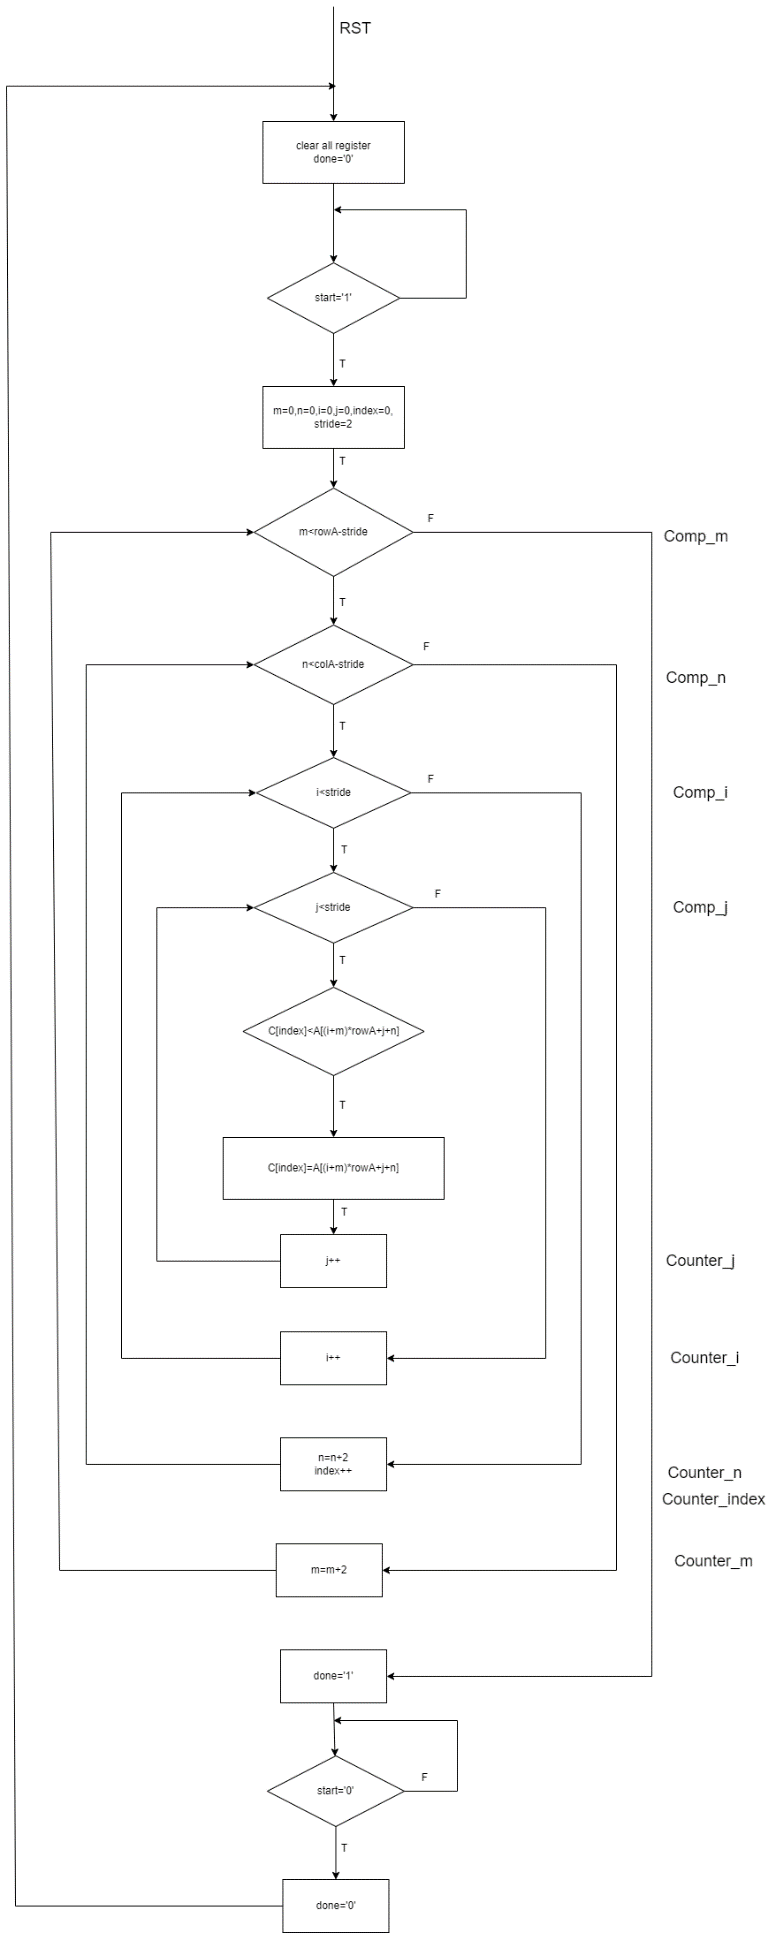 RST
clear all register
done='0'
start='1'
T
m=0,n=0,i=0,j=0,index=0,
stride=2
T
m<rowA-stride
F
Comp_m
T
n<colA-stride
F
Comp_n
T
i<stride
F
Comp_i
T
j<stride
F
Comp_j
T
C[index]<A[(i+m)*rowA+j+n]
T
C[index]=A[(i+m)*rowA+j+n]
T
j++
Counter_j
i++
Counter_i
n=n+2
index++
Counter_n
Counter_index
m=m+2
Counter_m
done='1'
start='0'
F
T
done='0'